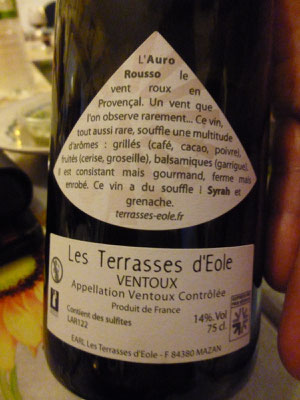 L'Auro
Rousso le
vent roux en
Provençal. Un vent que
l'on observe rarement... Ce vin,
tout aussi rare, souffle une multitude
d'arômes : grillés (café, cacao, poivre),
fruités (cerise, groseille), balsamiques (garrigue).
Il est consistant mais gourmand, ferme mais
enrobé. Ce vin a du souffle ! Syrah et
grenache.
terrasses-eole.fr
Les Terrasses d'Eole
VENTOUX
Appellation Ventoux Contrôlée
Produit de France
Contient des sulfites
LAR122
14% Vol
75 cl.
EARL Les Terrasses d'Eole - F 84380 MAZAN